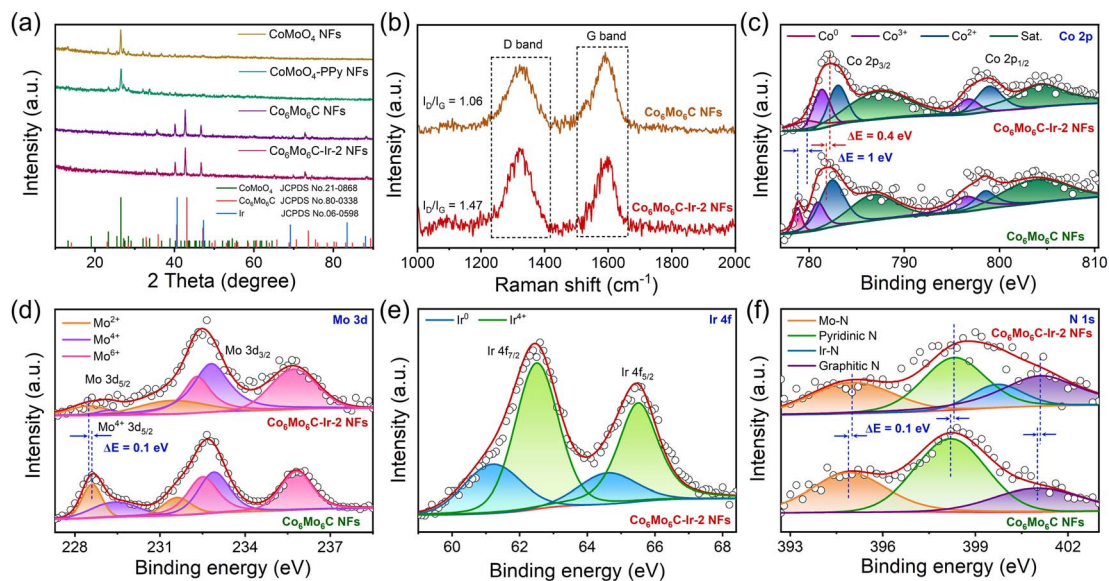 (a)
CoMoO₄ NFs
CoMoO₄-PPy NFs
Co₆Mo₆C NFs
Co₆Mo₆C-Ir-2 NFs
CoMoO₄ JCPDS No.21-0868
Co₆Mo₆C JCPDS No.80-0338
Ir JCPDS No.06-0598
Intensity (a.u.)
20 40 60 80
2 Theta (degree)
(b)
D band
G band
I_D/I_G = 1.06
Co₆Mo₆C NFs
I_D/I_G = 1.47
Co₆Mo₆C-Ir-2 NFs
Intensity (a.u.)
1000 1200 1400 1600 1800 2000
Raman shift (cm⁻¹)
(c)
Co⁰ Co³⁺ Co²⁺ Sat. Co 2p
Co 2p₃/₂
Co 2p₁/₂
Co₆Mo₆C-Ir-2 NFs
ΔE = 0.4 eV
ΔE = 1 eV
Co₆Mo₆C NFs
Intensity (a.u.)
780 790 800 810
Binding energy (eV)
(d)
Mo²⁺
Mo⁴⁺
Mo⁶⁺
Mo 3d
Mo 3d₃/₂
Mo 3d₅/₂
Mo⁴⁺ 3d₅/₂
Co₆Mo₆C-Ir-2 NFs
ΔE = 0.1 eV
Co₆Mo₆C NFs
Intensity (a.u.)
228 231 234 237
Binding energy (eV)
(e)
Ir⁰ Ir⁴⁺
Ir 4f
Ir 4f₇/₂
Ir 4f₅/₂
Co₆Mo₆C-Ir-2 NFs
Intensity (a.u.)
60 62 64 66 68
Binding energy (eV)
(f)
Mo-N
Pyridinic N
Ir-N
Graphitic N
N 1s
Co₆Mo₆C-Ir-2 NFs
ΔE = 0.1 eV
Co₆Mo₆C NFs
Intensity (a.u.)
393 396 399 402
Binding energy (eV)